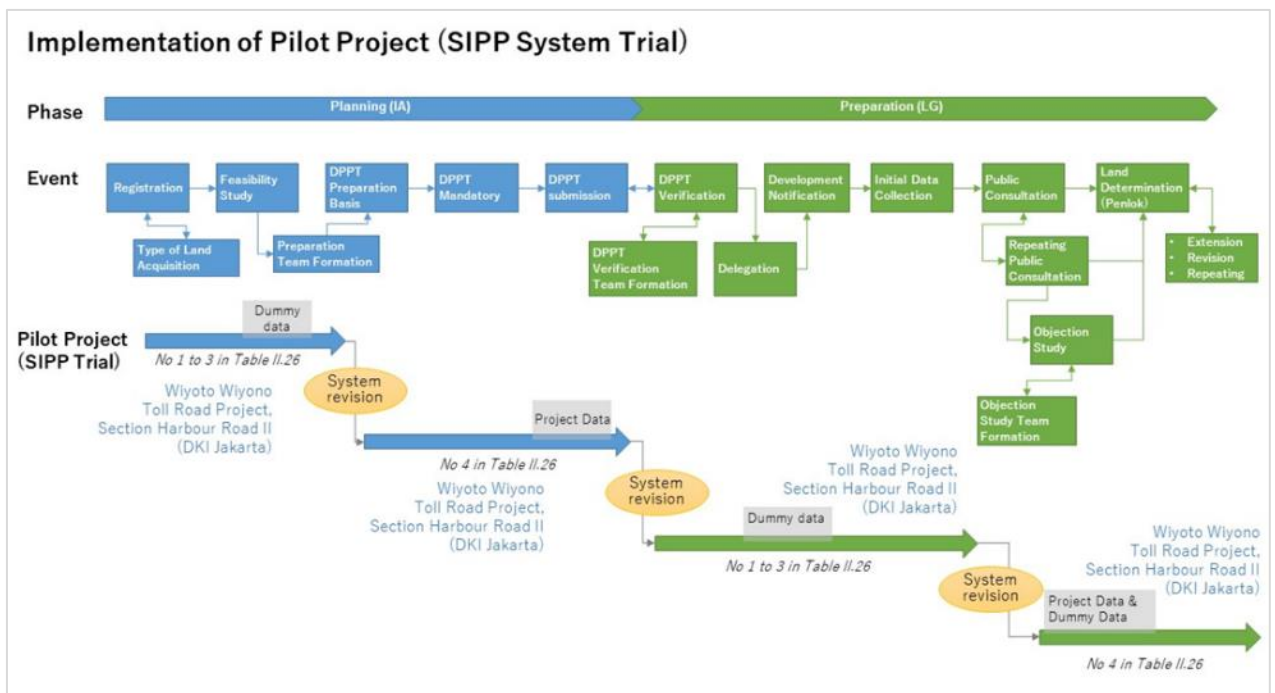 Implementation of Pilot Project (SIPP System Trial)
Phase
Planning (IA)
Preparation (LG)
Event
Registration
Feasibility
Study
DPPT
Preparation
Basis
DPPT
Mandatory
DPPT
submission
DPPT
Verification
Development
Notification
Initial Data
Collection
Public
Consultation
Land
Determination
(Penlok)
Type of Land
Acquisition
Preparation
Team Formation
DPPT
Verification
Team Formation
Delegation
Repeating
Public
Consultation
• Extension
• Revision
• Repeating
Objection
Study
Objection
Study Team
Formation
Pilot Project
(SIPP Trial)
Dummy
data
No 1 to 3 in Table II.26
Wiyoto Wiyono
Toll Road Project,
Section Harbour Road II
(DKI Jakarta)
System
revision
Project Data
No 4 in Table II.26
Wiyoto Wiyono
Toll Road Project,
Section Harbour Road II
(DKI Jakarta)
System
revision
Wiyoto Wiyono
Toll Road Project,
Section Harbour Road II
(DKI Jakarta)
Dummy data
No 1 to 3 in Table II.26
System
revision
Wiyoto Wiyono
Toll Road Project,
Section Harbour Road II
(DKI Jakarta)
Project Data &
Dummy Data
No 4 in Table II.26